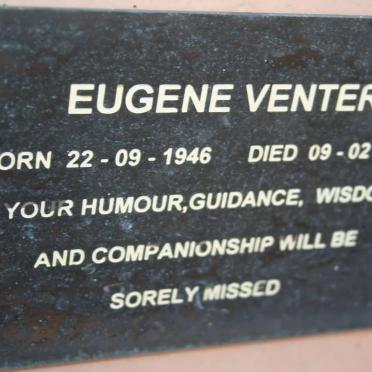 EUGENE VENTER
ORN 22 - 09 - 1946 DIED 09 - 02
YOUR HUMOUR,GUIDANCE, WISDO
AND COMPANIONSHIP WILL BE
SORELY MISSED